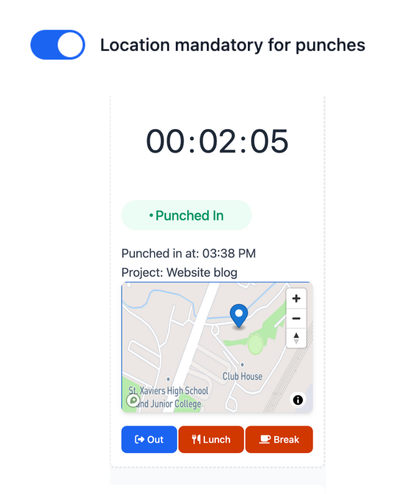 Location mandatory for punches
00:02:05
• Punched In
Punched in at: 03:38 PM
Project: Website blog
Club House
St. Xaviers High School
and Junior College
Out
Lunch
Break